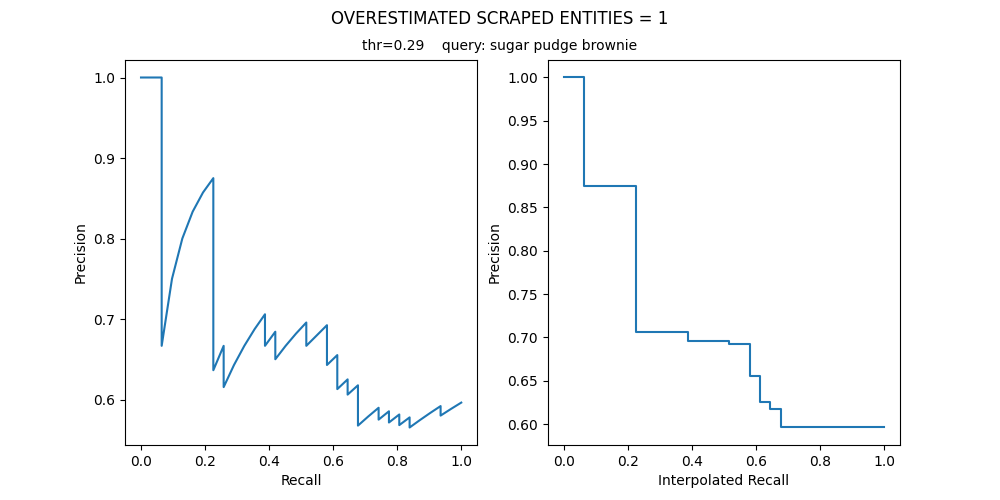 OVERESTIMATED SCRAPED ENTITIES = 1
thr=0.29    query: sugar pudge brownie
1.0
0.9
0.8
0.7
0.6
Precision
0.0 0.2 0.4 0.6 0.8 1.0
Recall
1.00
0.95
0.90
0.85
0.80
0.75
0.70
0.65
0.60
Precision
0.0 0.2 0.4 0.6 0.8 1.0
Interpolated Recall